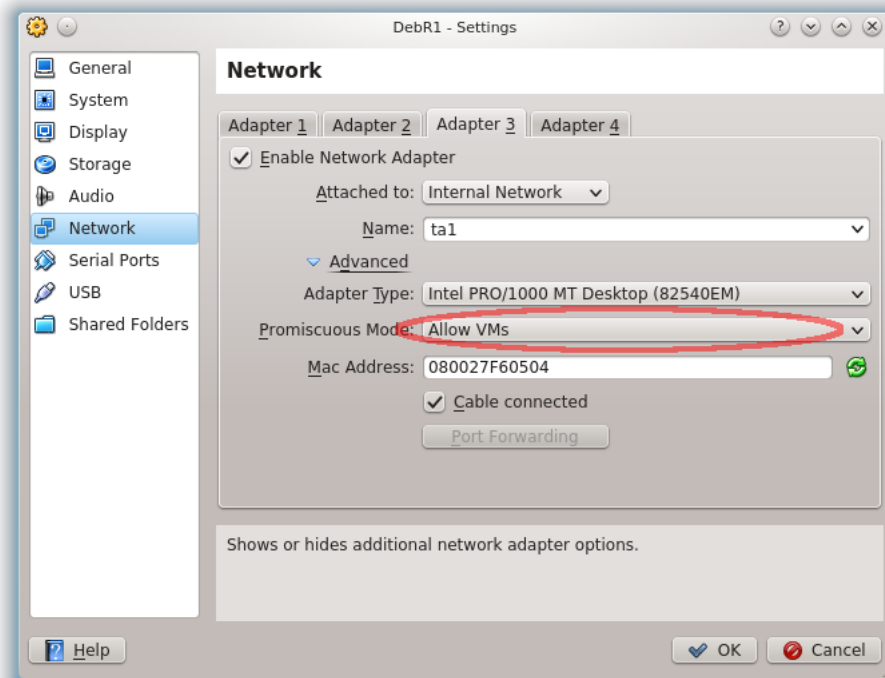 DebR1 - Settings
General
System
Display
Storage
Audio
Network
Serial Ports
USB
Shared Folders
Network
Adapter 1 Adapter 2 Adapter 3 Adapter 4
Enable Network Adapter
Attached to: Internal Network
Name: ta1
Advanced
Adapter Type: Intel PRO/1000 MT Desktop (82540EM)
Promiscuous Mode: Allow VMs
Mac Address: 080027F60504
Cable connected
Port Forwarding
Shows or hides additional network adapter options.
Help OK Cancel